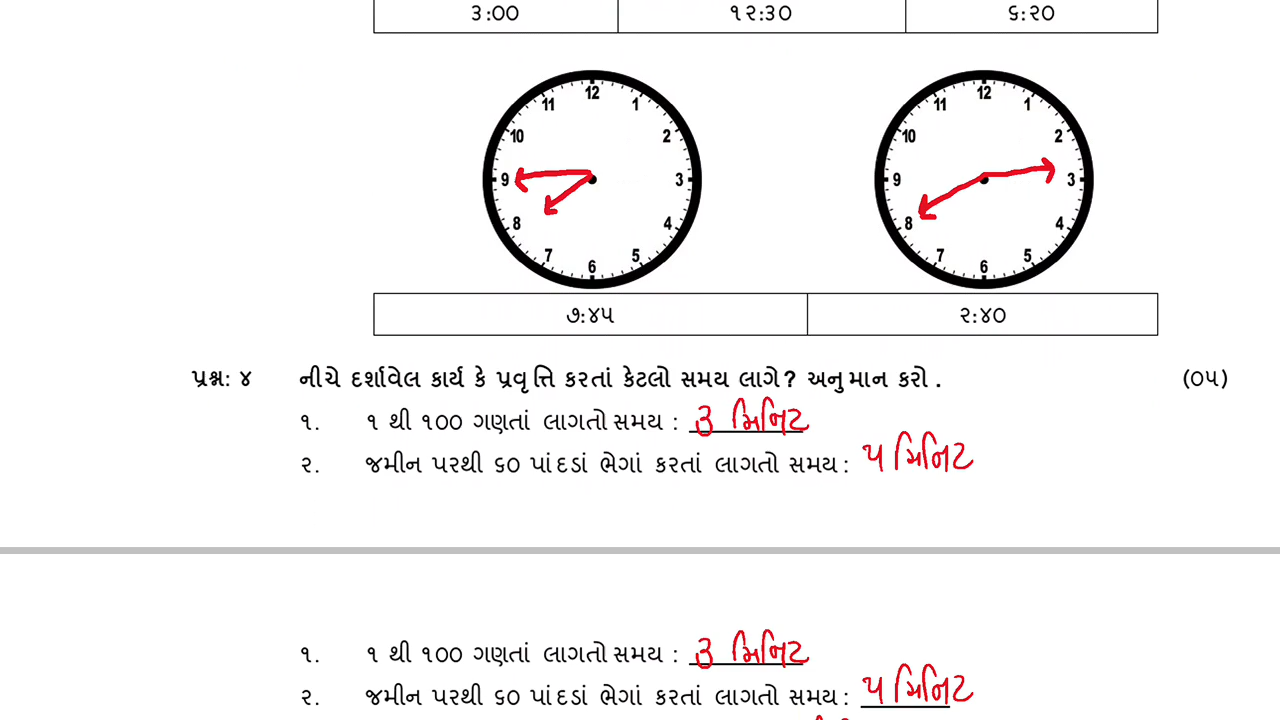 ૩:૦૦ ૧૨:૩૦ ૬:૨૦
12 12
11 1 11 1
10 2 10 2
9 3 9 3
8 4 8 4
7 5 7 5
6 6
૭:૪૫ ૨:૪૦
પ્રશ્ન: ૪ નીચે દર્શાવેલ કાર્ય કે પ્રવૃત્તિ કરતાં કેટલો સમય લાગે? અનુમાન કરો. (૦૫)
૧. ૧ થી ૧૦૦ ગણતાં લાગતો સમય : ૩ મિનિટ
૨. જમીન પરથી ૬૦ પાંદડાં ભેગાં કરતાં લાગતો સમય : ૫ મિનિટ
૧. ૧ થી ૧૦૦ ગણતાં લાગતો સમય : ૩ મિનિટ
૨. જમીન પરથી ૬૦ પાંદડાં ભેગાં કરતાં લાગતો સમય : ૫ મિનિટ